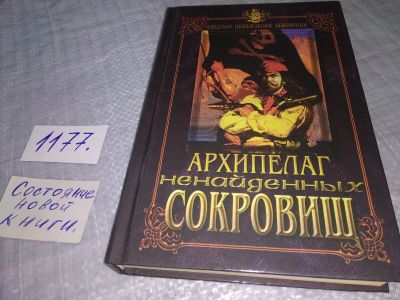 АРХИПЕЛАГ
ненайденных
СОКРОВИЩ
1177.
Состояние
новой
книги.